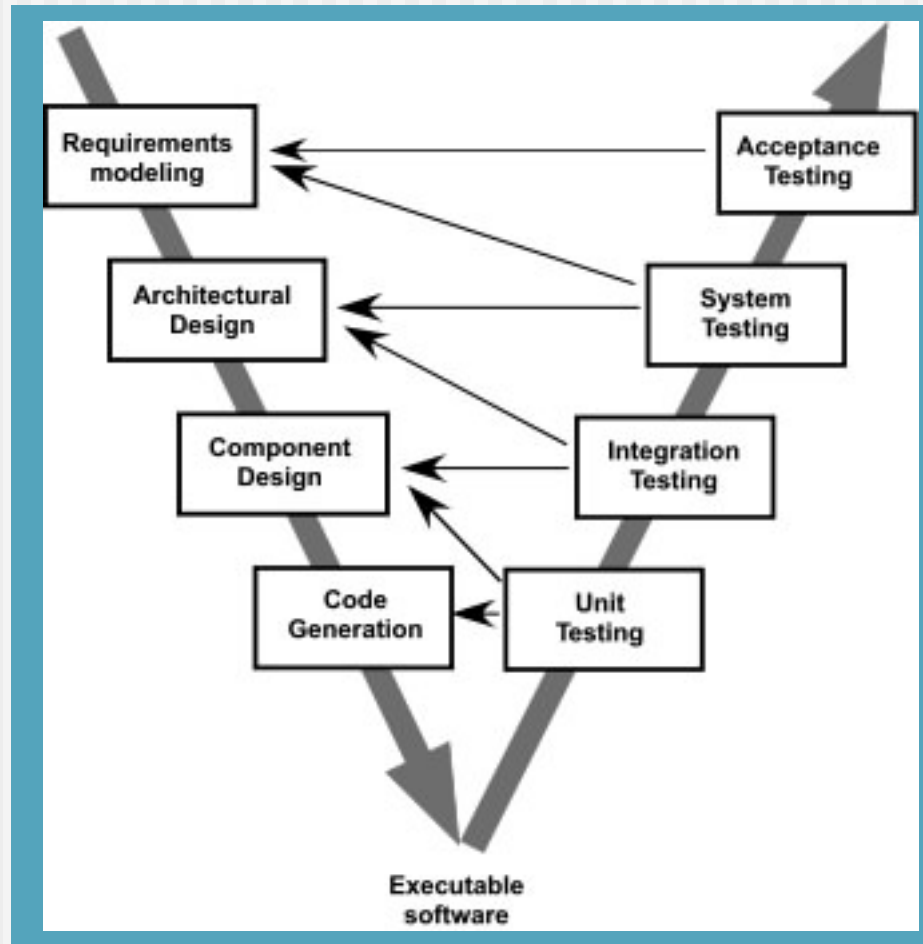 Requirements
modeling
Acceptance
Testing
Architectural
Design
System
Testing
Component
Design
Integration
Testing
Code
Generation
Unit
Testing
Executable
software